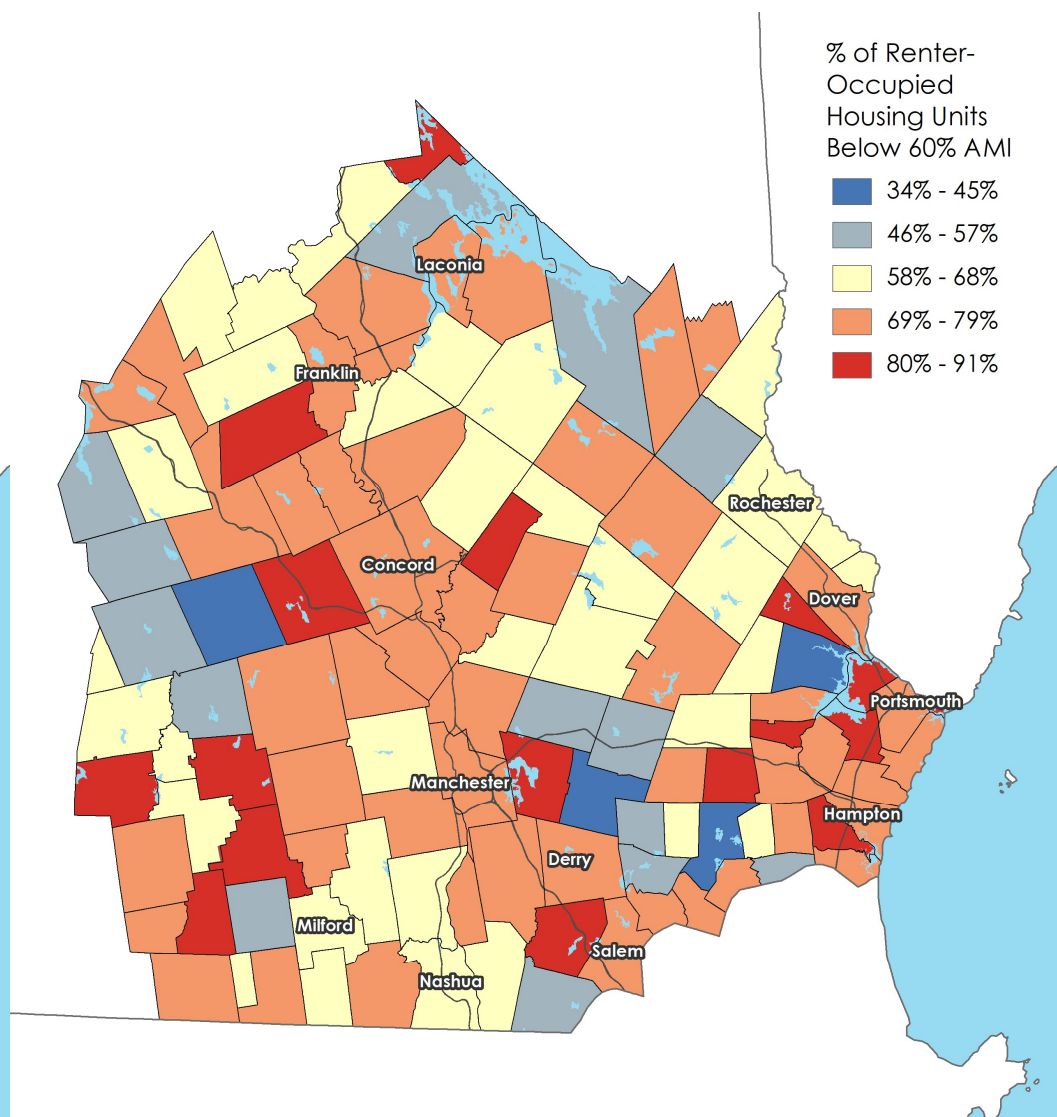 % of Renter-
Occupied
Housing Units
Below 60% AMI
34% - 45%
46% - 57%
58% - 68%
69% - 79%
80% - 91%
Laconia
Franklin
Rochester
Concord
Dover
Portsmouth
Manchester
Hampton
Derry
Milford
Salem
Nashua